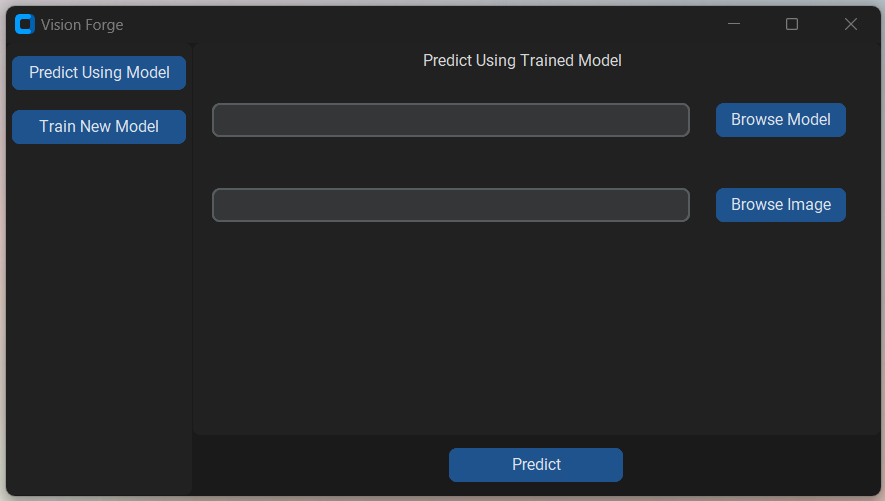 Vision Forge
Predict Using Model
Train New Model
Predict Using Trained Model
Browse Model
Browse Image
Predict